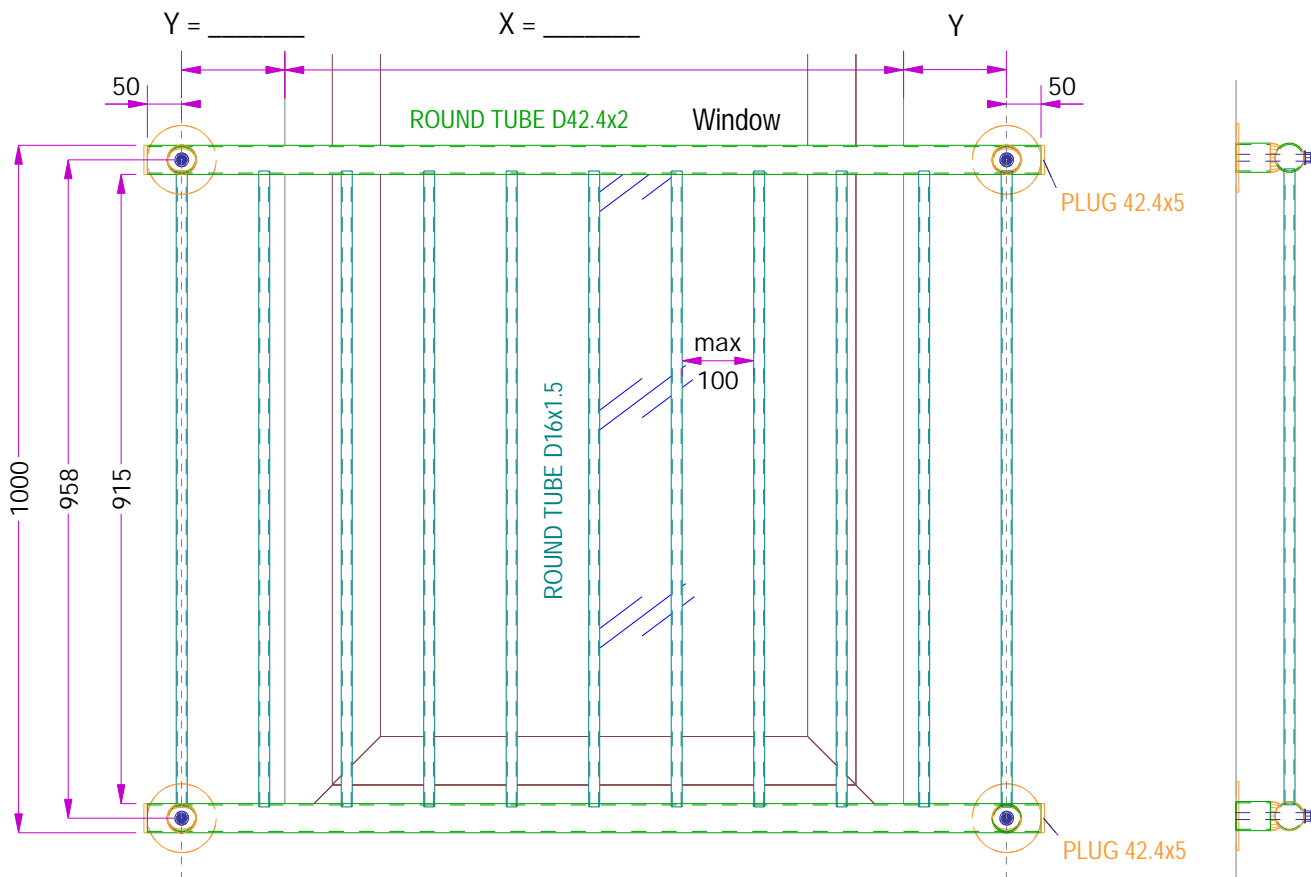 Y = _______
X = _______
Y
50
50
ROUND TUBE D42.4x2
Window
PLUG 42.4x5
max
100
ROUND TUBE D16x1.5
1000
958
915
PLUG 42.4x5